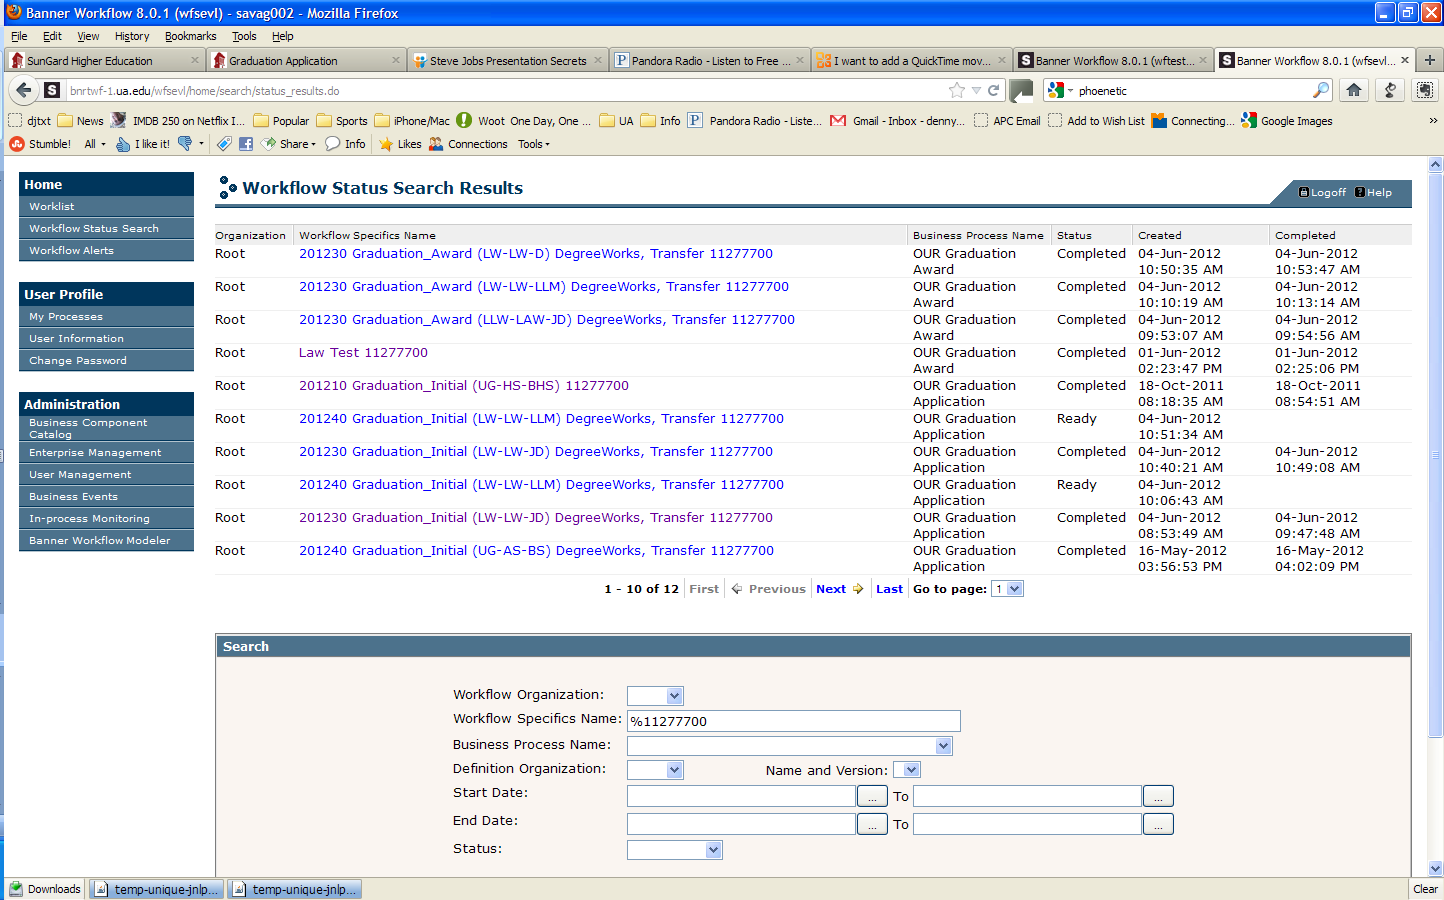 Banner Workflow 8.0.1 (wfsevl) - savag002 - Mozilla Firefox
File Edit View History Bookmarks Tools Help
SunGard Higher Education Graduation Application Steve Jobs Presentation Secrets Pandora Radio - Listen to Free ... I want to add a QuickTime mov... Banner Workflow 8.0.1 (wftest... Banner Workflow 8.0.1 (wfsevl...
bnrtwf-1.ua.edu/wfsevl/home/search/status_results.do phoenetic
djtxt News IMDB 250 on Netflix I... Popular Sports iPhone/Mac Woot One Day, One ... UA Info Pandora Radio - Liste... Gmail - Inbox - denny... APC Email Add to Wish List Connecting... Google Images »
Stumble! All I like it! Share Info Likes Connections Tools
Home
Worklist
Workflow Status Search
Workflow Alerts
User Profile
My Processes
User Information
Change Password
Administration
Business Component
Catalog
Enterprise Management
User Management
Business Events
In-process Monitoring
Banner Workflow Modeler
Workflow Status Search Results
Logoff ? Help
Organization Workflow Specifics Name Business Process Name Status Created Completed
Root 201230 Graduation_Award (LW-LW-D) DegreeWorks, Transfer 11277700 OUR Graduation Completed 04-Jun-2012 04-Jun-2012
Award 10:50:35 AM 10:53:47 AM
Root 201230 Graduation_Award (LW-LW-LLM) DegreeWorks, Transfer 11277700 OUR Graduation Completed 04-Jun-2012 04-Jun-2012
Award 10:10:19 AM 10:13:14 AM
Root 201230 Graduation_Award (LLW-LAW-JD) DegreeWorks, Transfer 11277700 OUR Graduation Completed 04-Jun-2012 04-Jun-2012
Award 09:53:07 AM 09:54:56 AM
Root Law Test 11277700 OUR Graduation Completed 01-Jun-2012 01-Jun-2012
Award 02:23:47 PM 02:25:06 PM
Root 201210 Graduation_Initial (UG-HS-BHS) 11277700 OUR Graduation Completed 18-Oct-2011 18-Oct-2011
Application 08:18:35 AM 08:54:51 AM
Root 201240 Graduation_Initial (LW-LW-LLM) DegreeWorks, Transfer 11277700 OUR Graduation Ready 04-Jun-2012
Application 10:51:34 AM
Root 201230 Graduation_Initial (LW-LW-JD) DegreeWorks, Transfer 11277700 OUR Graduation Completed 04-Jun-2012 04-Jun-2012
Application 10:40:21 AM 10:49:08 AM
Root 201240 Graduation_Initial (LW-LW-LLM) DegreeWorks, Transfer 11277700 OUR Graduation Ready 04-Jun-2012
Application 10:06:43 AM
Root 201230 Graduation_Initial (LW-LW-JD) DegreeWorks, Transfer 11277700 OUR Graduation Completed 04-Jun-2012 04-Jun-2012
Application 08:53:49 AM 09:47:48 AM
Root 201240 Graduation_Initial (UG-AS-BS) DegreeWorks, Transfer 11277700 OUR Graduation Completed 16-May-2012 16-May-2012
Application 03:56:53 PM 04:02:09 PM
1 - 10 of 12 First Previous Next Last Go to page: 1
Search
Workflow Organization:
Workflow Specifics Name: %11277700
Business Process Name:
Definition Organization: Name and Version:
Start Date: ... To ...
End Date: ... To ...
Status:
Downloads temp-unique-jnlp... temp-unique-jnlp... Clear